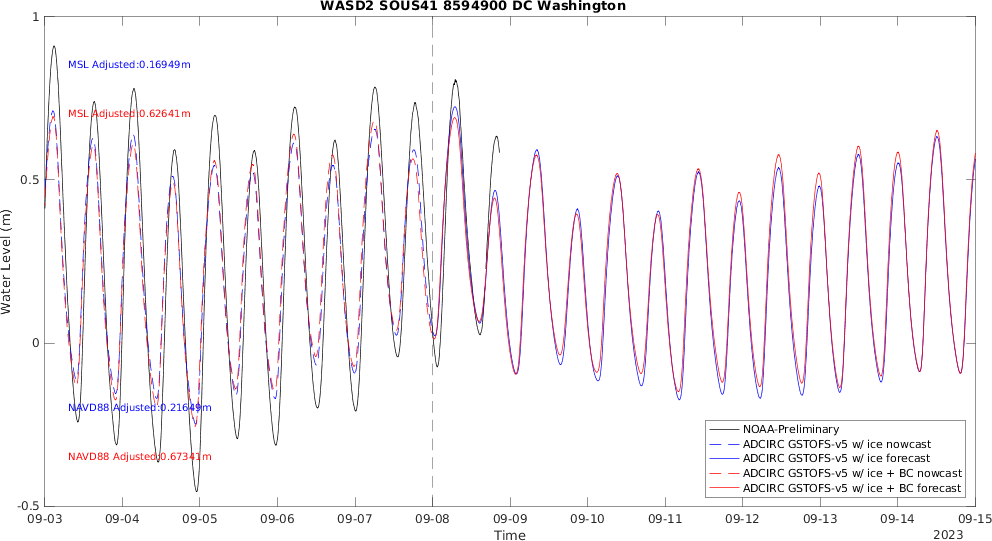 WASD2 SOUS41 8594900 DC Washington
1
0.5
0
-0.5
Water Level (m)
MSL Adjusted:0.16949m
MSL Adjusted:0.62641m
NAVD88 Adjusted:0.21649m
NAVD88 Adjusted:0.67341m
NOAA-Preliminary
ADCIRC GSTOFS-v5 w/ ice nowcast
ADCIRC GSTOFS-v5 w/ ice forecast
ADCIRC GSTOFS-v5 w/ ice + BC nowcast
ADCIRC GSTOFS-v5 w/ ice + BC forecast
09-03 09-04 09-05 09-06 09-07 09-08 09-09 09-10 09-11 09-12 09-13 09-14 09-15
Time
2023